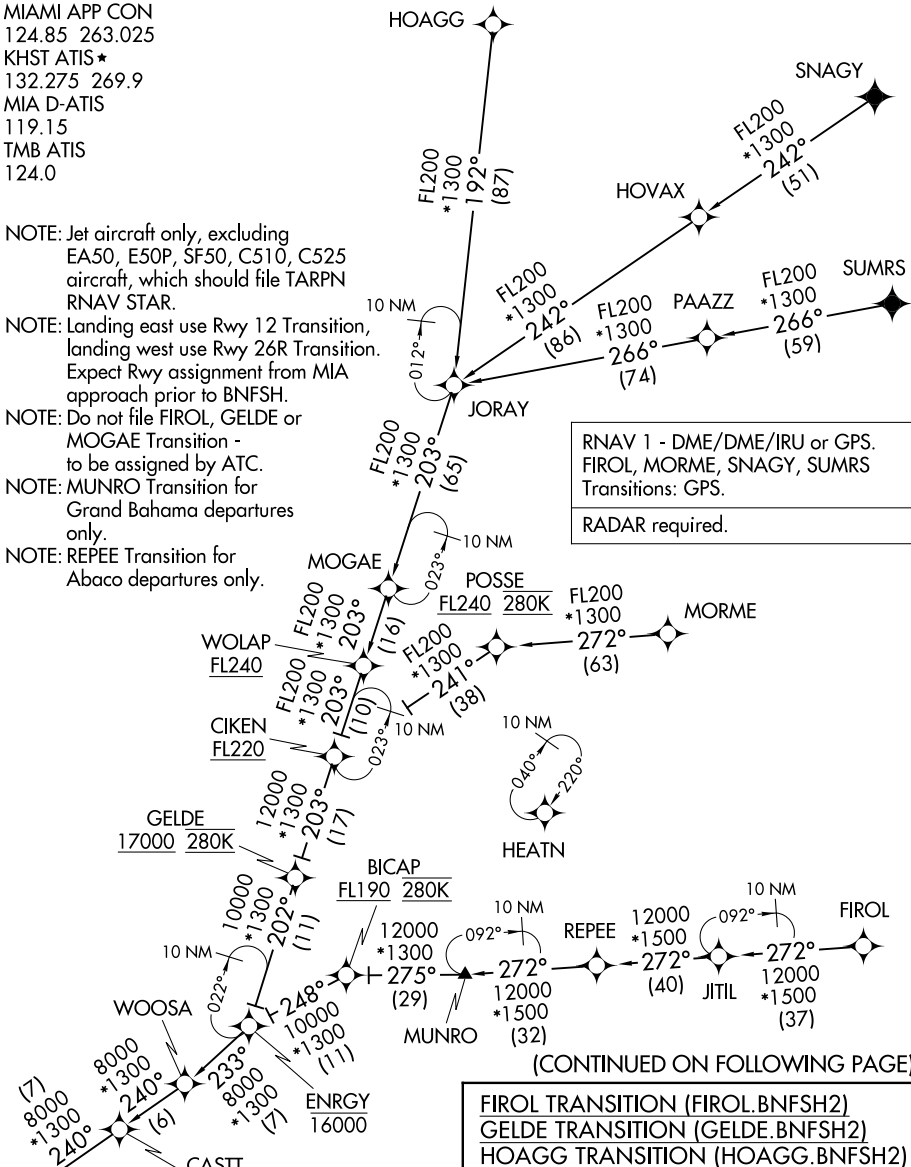 MIAMI APP CON
124.85 263.025
KHST ATIS★
132.275 269.9
MIA D-ATIS
119.15
TMB ATIS
124.0
HOAGG
SNAGY
FL200
*1300
242°
(51)
FL200
*1300
192°
(87)
HOVAX
NOTE: Jet aircraft only, excluding
EA50, E50P, SF50, C510, C525
aircraft, which should file TARPN
RNAV STAR.
NOTE: Landing east use Rwy 12 Transition,
landing west use Rwy 26R Transition.
Expect Rwy assignment from MIA
approach prior to BNFSH.
NOTE: Do not file FIROL, GELDE or
MOGAE Transition -
to be assigned by ATC.
NOTE: MUNRO Transition for
Grand Bahama departures
only.
NOTE: REPEE Transition for
Abaco departures only.
FL200
*1300
242°
(86)
FL200
*1300
266°
(74)
PAAZZ
FL200
*1300
266°
(59)
SUMRS
10 NM
012°
JORAY
FL200
*1300
203°
(65)
RNAV 1 - DME/DME/IRU or GPS.
FIROL, MORME, SNAGY, SUMRS
Transitions: GPS.
RADAR required.
10 NM
023°
MOGAE
POSSE
FL240 280K
FL200
*1300
272°
(63)
MORME
FL200
*1300
203°
(16)
WOLAP
FL240
FL200
*1300
241°
(38)
FL200
*1300
203°
(10)
10 NM
023°
CIKEN
FL220
10 NM
040°
220°
HEATN
12000
*1300
203°
(17)
GELDE
17000 280K
BICAP
FL190 280K
10000
*1300
202°
(11)
10 NM
022°
12000
*1300
275°
(29)
092°
10 NM
MUNRO
272°
12000
*1500
(32)
REPEE
12000
*1500
272°
(40)
092°
10 NM
JITIL
272°
12000
*1500
(37)
FIROL
248°
10000
*1300
(11)
WOOSA
ENRGY
16000
233°
8000
*1300
(7)
8000
*1300
240°
(6)
(7)
8000
*1300
240°
CASTT
(CONTINUED ON FOLLOWING PAGE)
FIROL TRANSITION (FIROL.BNFSH2)
GELDE TRANSITION (GELDE.BNFSH2)
HOAGG TRANSITION (HOAGG.BNFSH2)